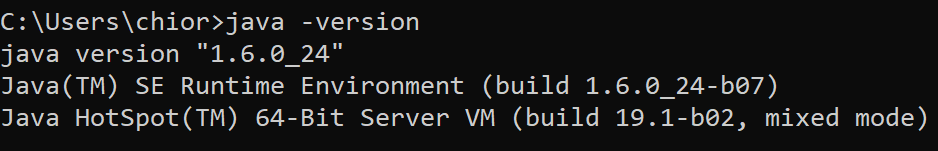 C:\Users\chior>java -version
java version "1.6.0_24"
Java(TM) SE Runtime Environment (build 1.6.0_24-b07)
Java HotSpot(TM) 64-Bit Server VM (build 19.1-b02, mixed mode)